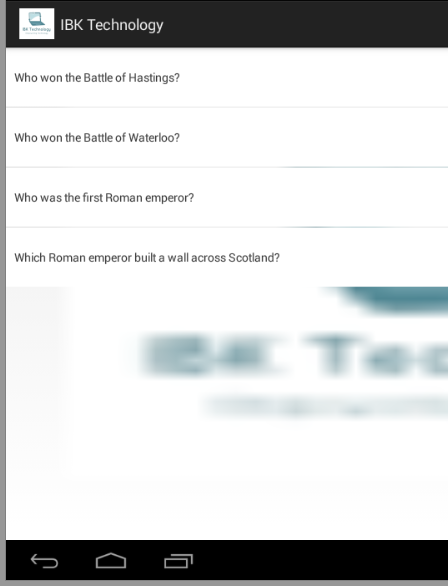 IBK Technology
Who won the Battle of Hastings?
Who won the Battle of Waterloo?
Who was the first Roman emperor?
Which Roman emperor built a wall across Scotland?